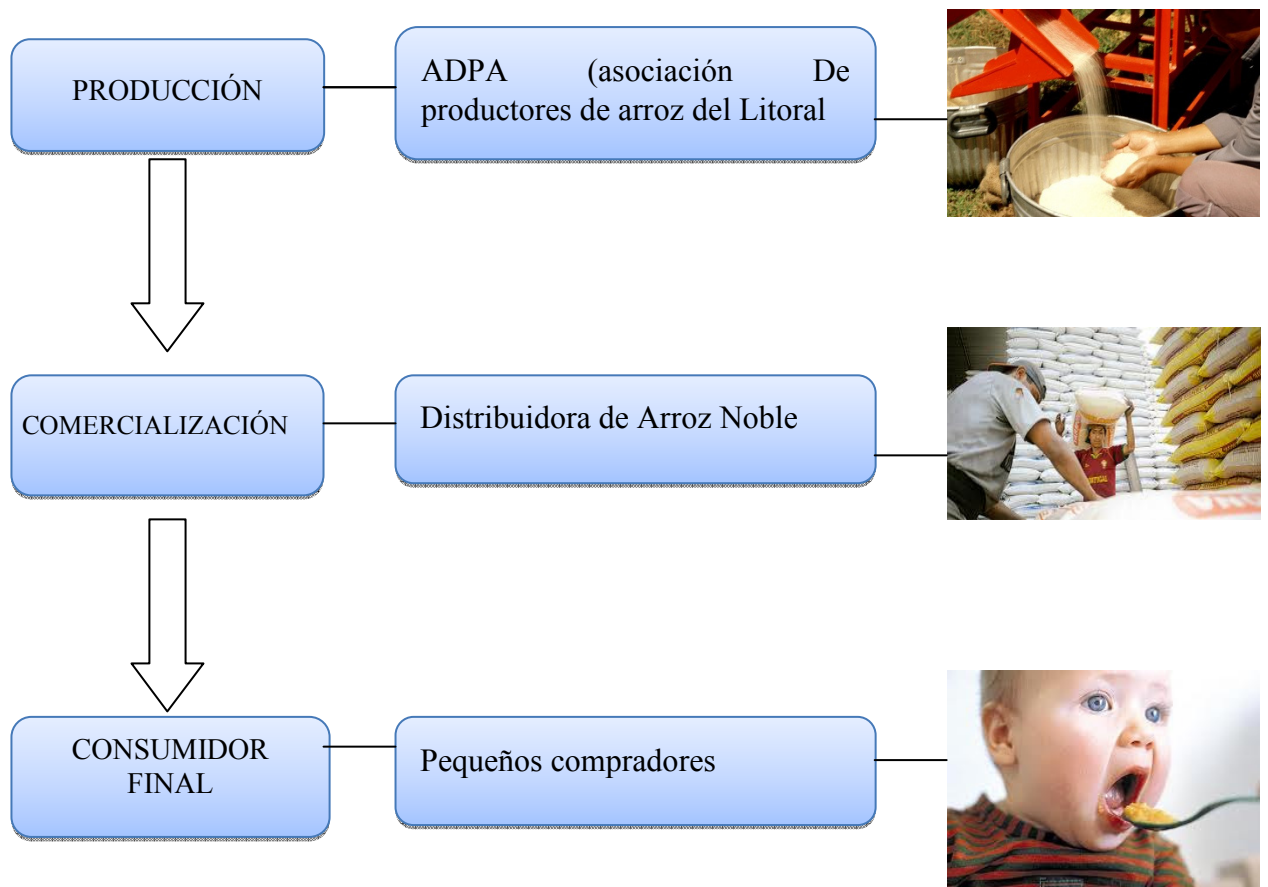 PRODUCCIÓN
ADPA (asociación De
productores de arroz del Litoral
COMERCIALIZACIÓN
Distribuidora de Arroz Noble
CONSUMIDOR
FINAL
Pequeños compradores